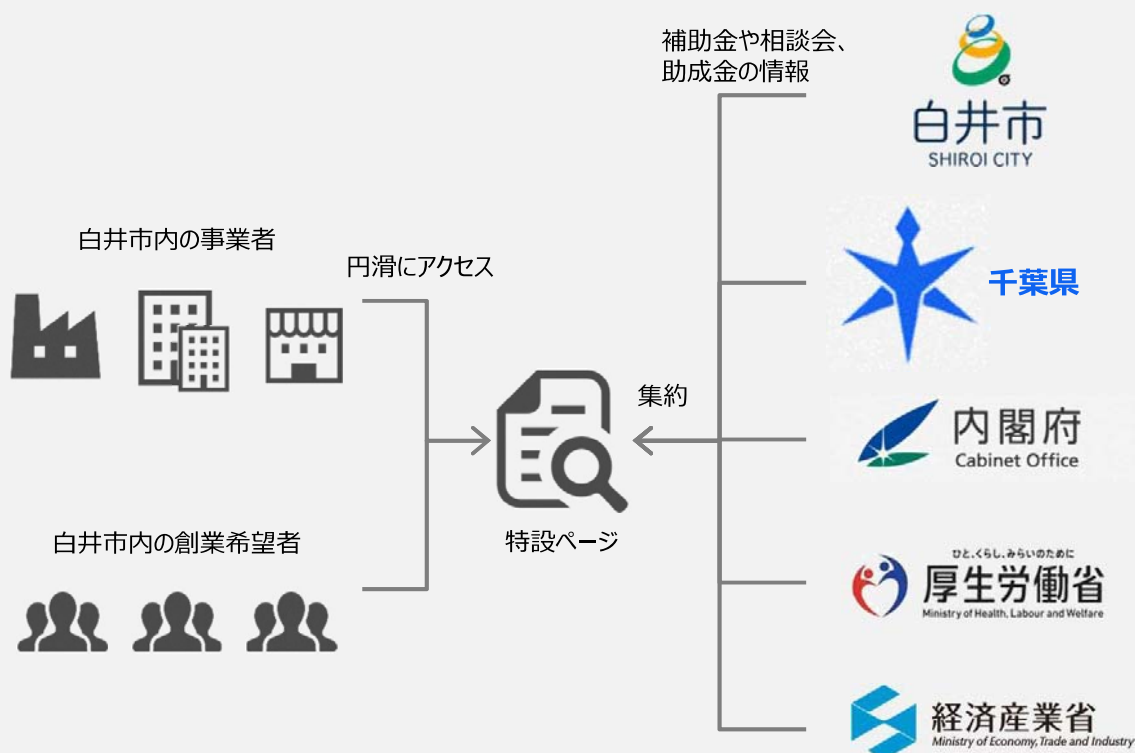 補助金や相談会、
助成金の情報
白井市
SHIROI CITY
白井市内の事業者
円滑にアクセス
千葉県
集約
内閣府
Cabinet Office
白井市内の創業希望者
特設ページ
ひと、くらし、みらいのために
厚生労働省
Ministry of Health, Labour and Welfare
経済産業省
Ministry of Economy, Trade and Industry